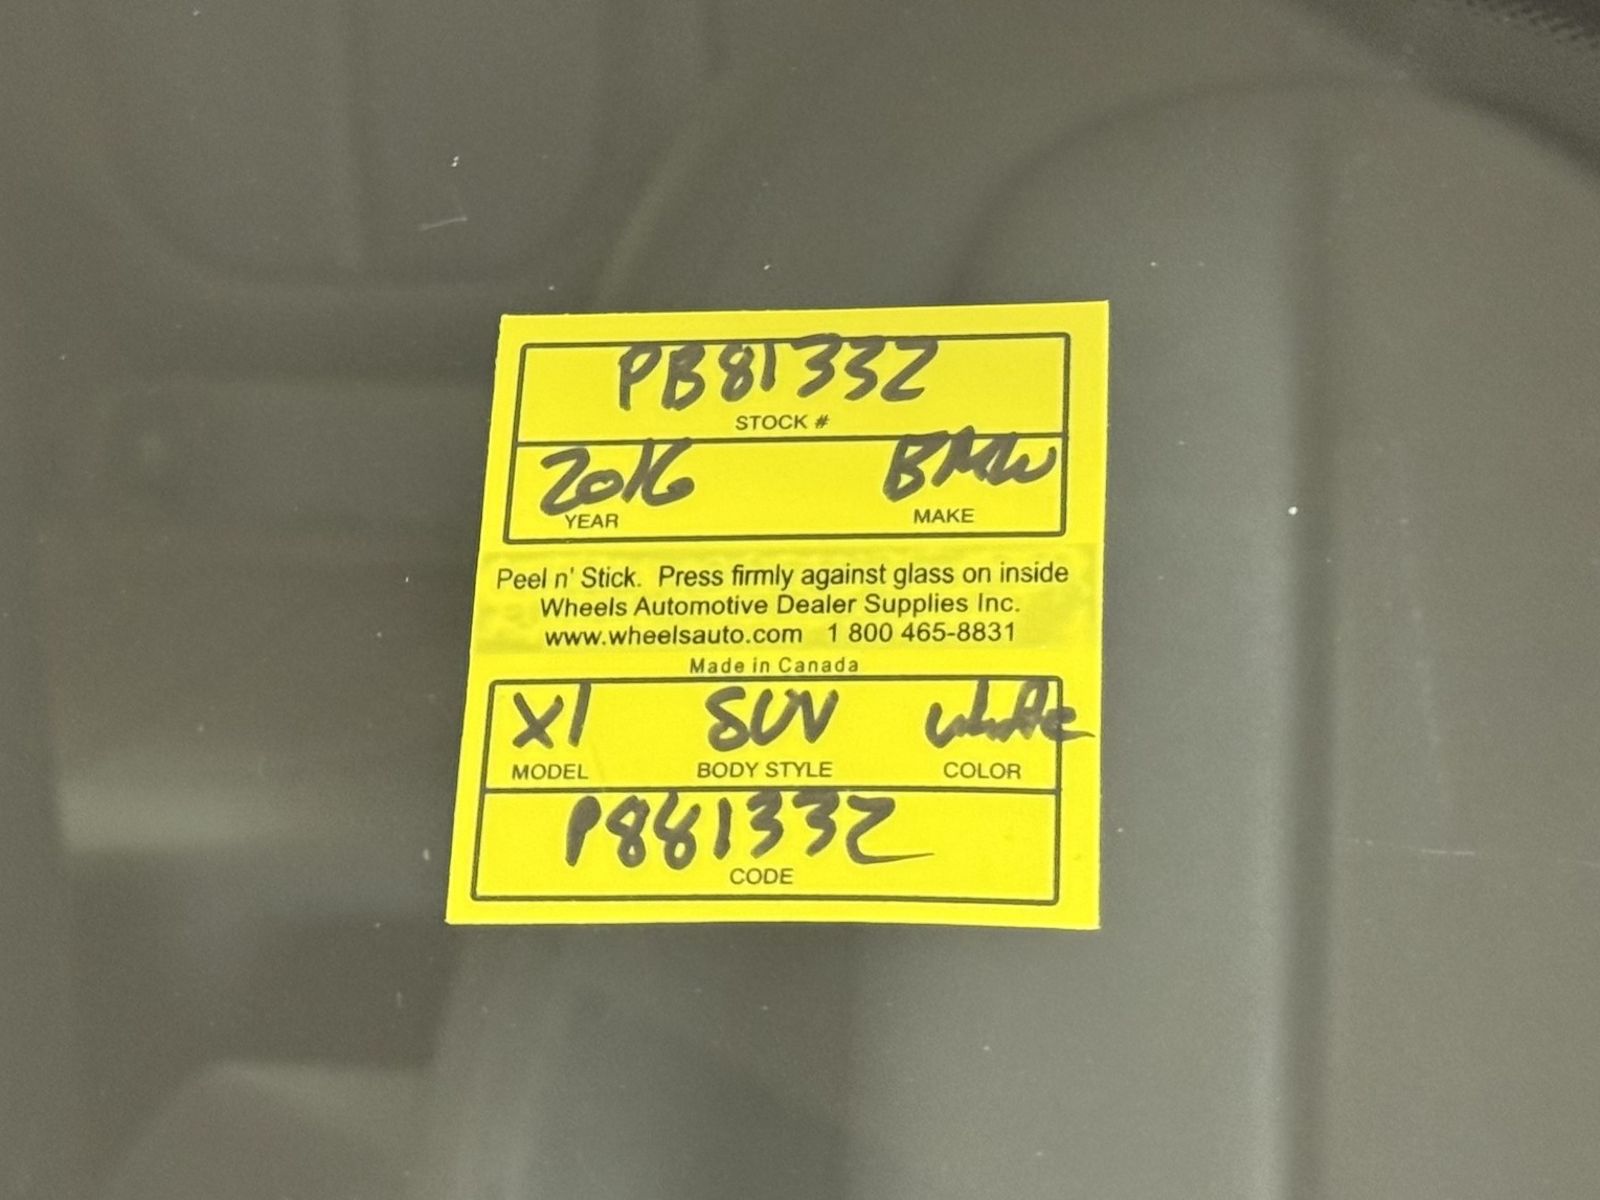 PB81332
STOCK #
2016 BMW
YEAR MAKE
Peel n' Stick. Press firmly against glass on inside
Wheels Automotive Dealer Supplies Inc.
www.wheelsauto.com 1 800 465-8831
Made in Canada
X1 SUV white
MODEL BODY STYLE COLOR
P881332
CODE